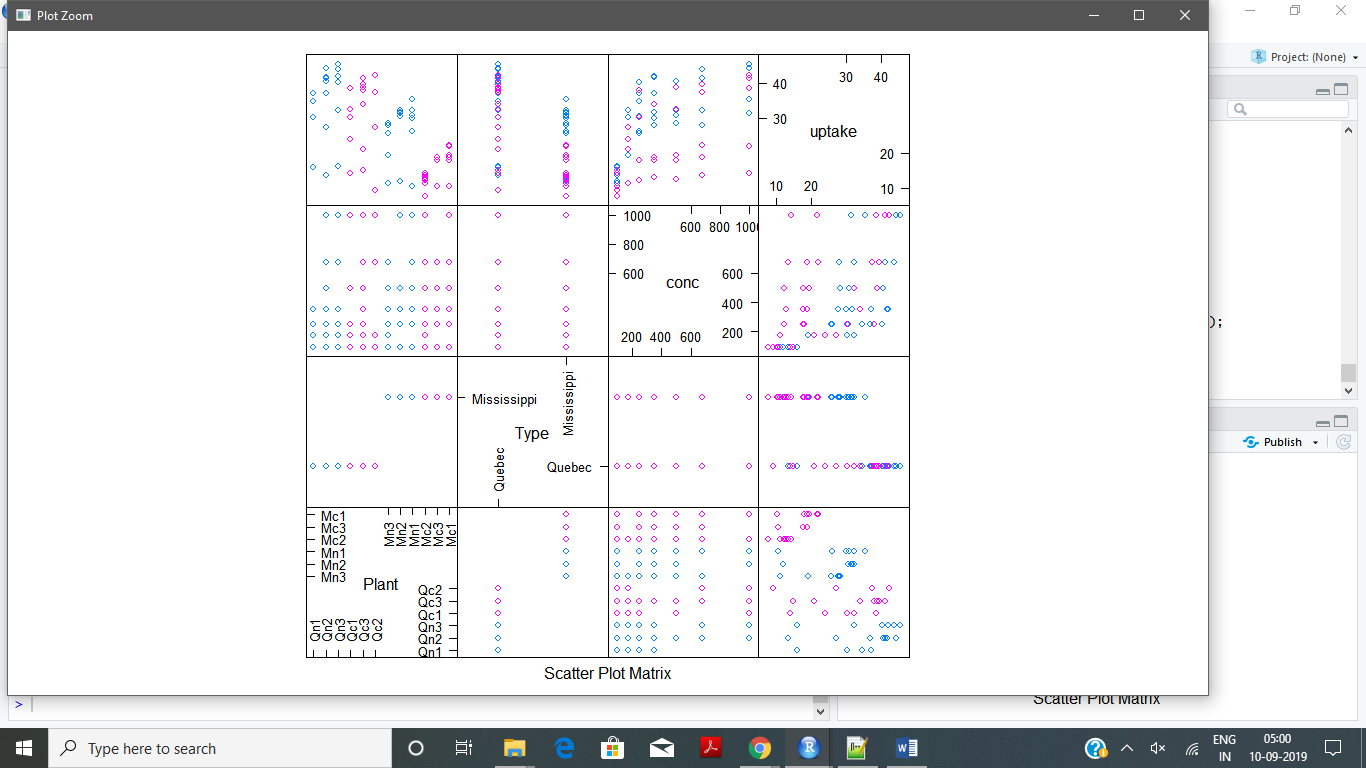 Plot Zoom
Project: (None)
30 40
40
30
uptake
20
10
10 20
1000
600 800 1000
800
600
conc
600
400
200
200 400 600
);
Mississippi
Mississippi
Type
Quebec
Quebec
Publish
Mc1
Mc3
Mc2
Mn1
Mn2
Mn3
Mn3 Mn2 Mn1 Mc2 Mc3 Mc1
Plant
Qc2
Qc3
Qc1
Qn3
Qn2
Qn1
Qn1 Qn2 Qn3 Qc1 Qc3 Qc2
Scatter Plot Matrix
Scatter Plot Matrix
>
Type here to search
ENG
IN
05:00
10-09-2019